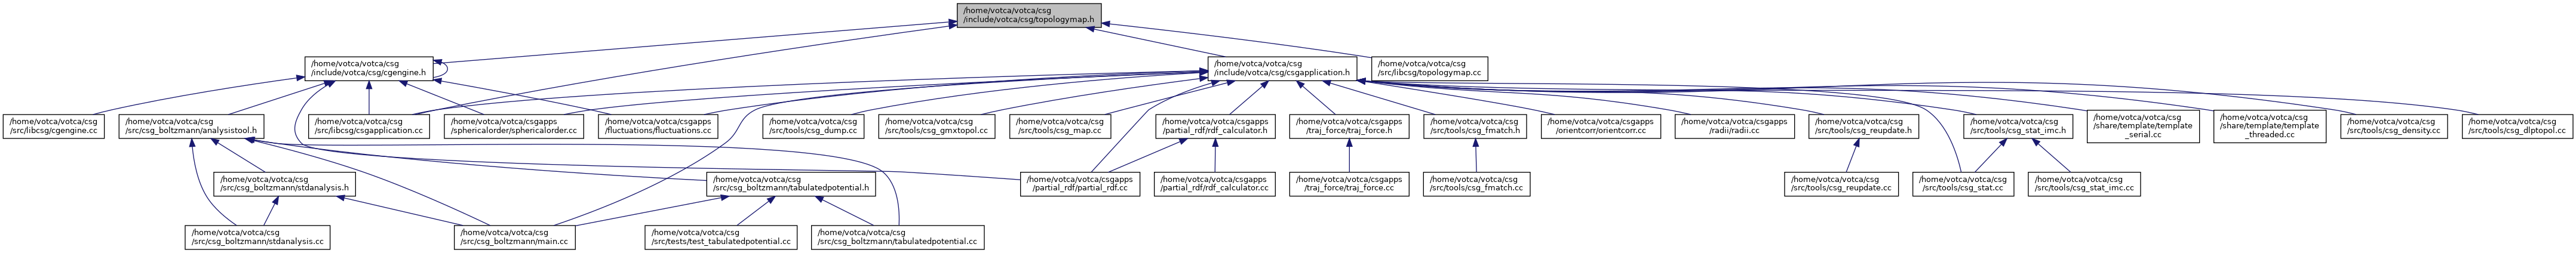 /home/votca/votca/csg
/include/votca/csg/topologymap.h
/home/votca/votca/csg
/include/votca/csg/cgengine.h
/home/votca/votca/csg
/include/votca/csg/csgapplication.h
/home/votca/votca/csg
/src/libcsg/topologymap.cc
/home/votca/votca/csg
/src/libcsg/cgengine.cc
/home/votca/votca/csg
/src/csg_boltzmann/analysistool.h
/home/votca/votca/csg
/src/libcsg/csgapplication.cc
/home/votca/votca/csgapps
/sphericalorder/sphericalorder.cc
/home/votca/votca/csgapps
/fluctuations/fluctuations.cc
/home/votca/votca/csg
/src/tools/csg_dump.cc
/home/votca/votca/csg
/src/tools/csg_gmxtopol.cc
/home/votca/votca/csg
/src/tools/csg_map.cc
/home/votca/votca/csgapps
/partial_rdf/rdf_calculator.h
/home/votca/votca/csgapps
/traj_force/traj_force.h
/home/votca/votca/csg
/src/tools/csg_fmatch.h
/home/votca/votca/csgapps
/orientcorr/orientcorr.cc
/home/votca/votca/csgapps
/radii/radii.cc
/home/votca/votca/csg
/src/tools/csg_reupdate.h
/home/votca/votca/csg
/src/tools/csg_stat_imc.h
/home/votca/votca/csg
/share/template/template
_serial.cc
/home/votca/votca/csg
/share/template/template
_threaded.cc
/home/votca/votca/csg
/src/tools/csg_density.cc
/home/votca/votca/csg
/src/tools/csg_dlptopol.cc
/home/votca/votca/csg
/src/csg_boltzmann/stdanalysis.h
/home/votca/votca/csg
/src/csg_boltzmann/tabulatedpotential.h
/home/votca/votca/csgapps
/partial_rdf/partial_rdf.cc
/home/votca/votca/csgapps
/partial_rdf/rdf_calculator.cc
/home/votca/votca/csgapps
/traj_force/traj_force.cc
/home/votca/votca/csg
/src/tools/csg_fmatch.cc
/home/votca/votca/csg
/src/tools/csg_reupdate.cc
/home/votca/votca/csg
/src/tools/csg_stat.cc
/home/votca/votca/csg
/src/tools/csg_stat_imc.cc
/home/votca/votca/csg
/src/csg_boltzmann/stdanalysis.cc
/home/votca/votca/csg
/src/csg_boltzmann/main.cc
/home/votca/votca/csg
/src/tests/test_tabulatedpotential.cc
/home/votca/votca/csg
/src/csg_boltzmann/tabulatedpotential.cc